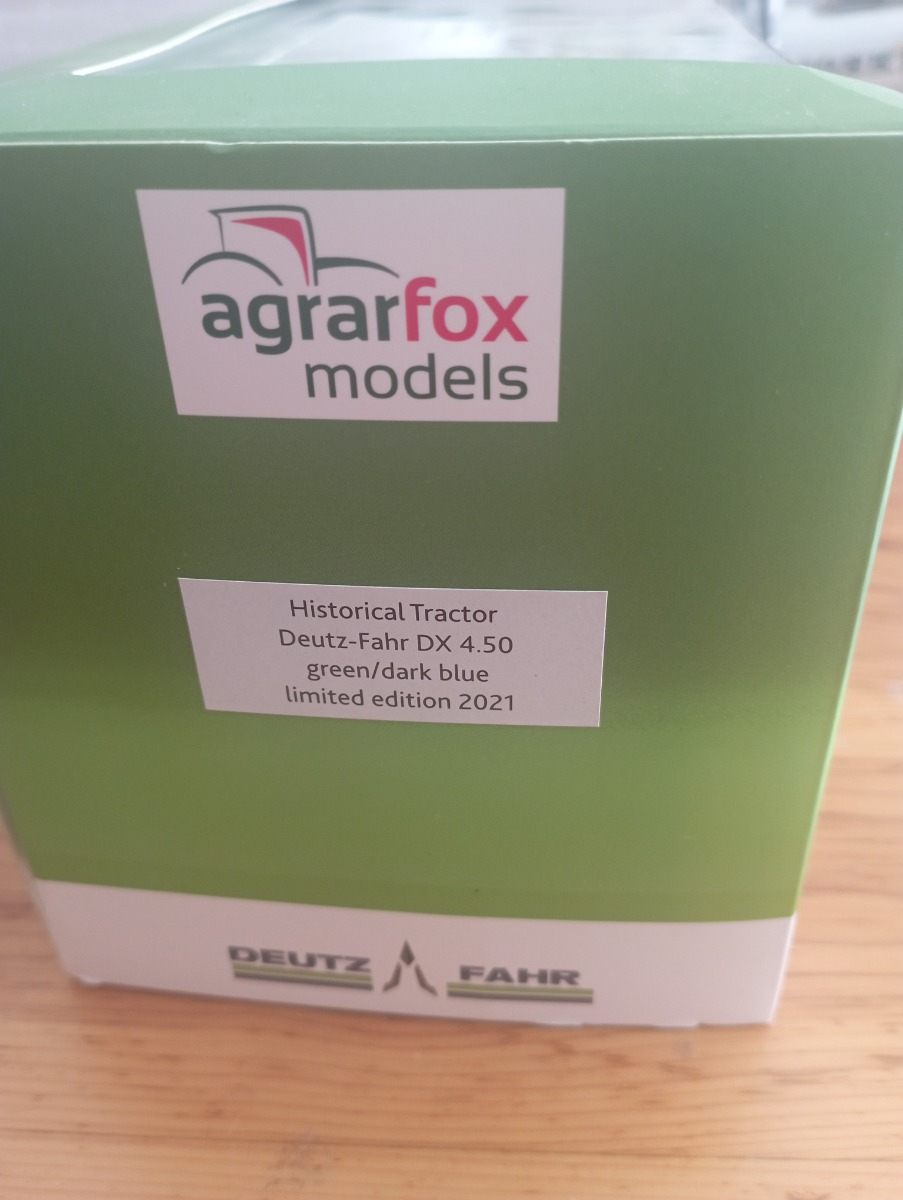 agrarfox
models
Historical Tractor
Deutz-Fahr DX 4.50
green/dark blue
limited edition 2021
DEUTZ FAHR